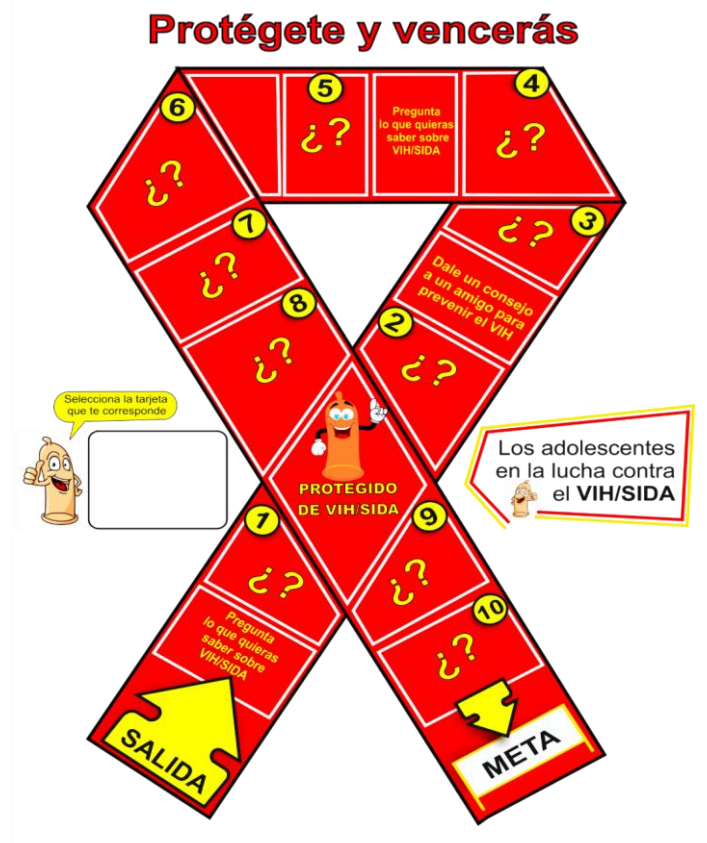 Protégete y vencerás
6
5
¿?
Pregunta
lo que quieras
saber sobre
VIH/SIDA
4
¿?
¿?
7
¿?
3
¿?
Dale un consejo
a un amigo para
prevenir el VIH
8
¿?
2
¿?
Selecciona la tarjeta
que te corresponde
PROTEGIDO
DE VIH/SIDA
Los adolescentes
en la lucha contra
el VIH/SIDA
1
¿?
Pregunta
lo que quieras
saber sobre
VIH/SIDA
SALIDA
9
¿?
10
¿?
META